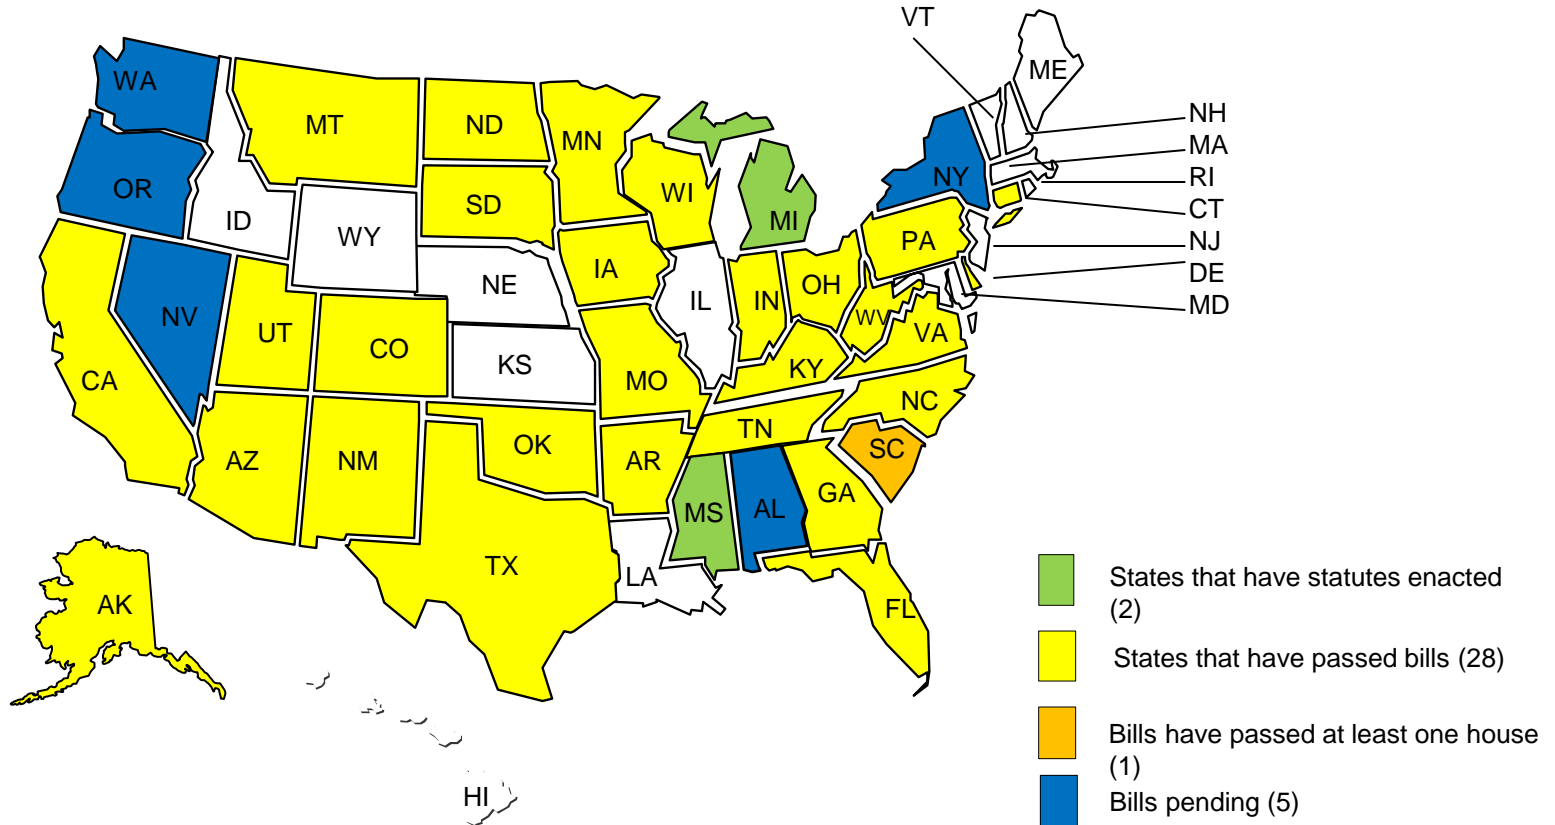 VT
ME
WA
MT
ND
MN
NH
MA
OR
NY
RI
ID
SD
WI
MI
CT
WY
PA
NJ
IA
DE
NE
OH
NV
IL
IN
MD
UT
WV
VA
CO
KS
KY
CA
MO
NC
TN
OK
SC
AZ
NM
AR
GA
MS
AL
TX
LA
States that have statutes enacted
(2)
AK
FL
States that have passed bills (28)
Bills have passed at least one house
(1)
HI
Bills pending (5)